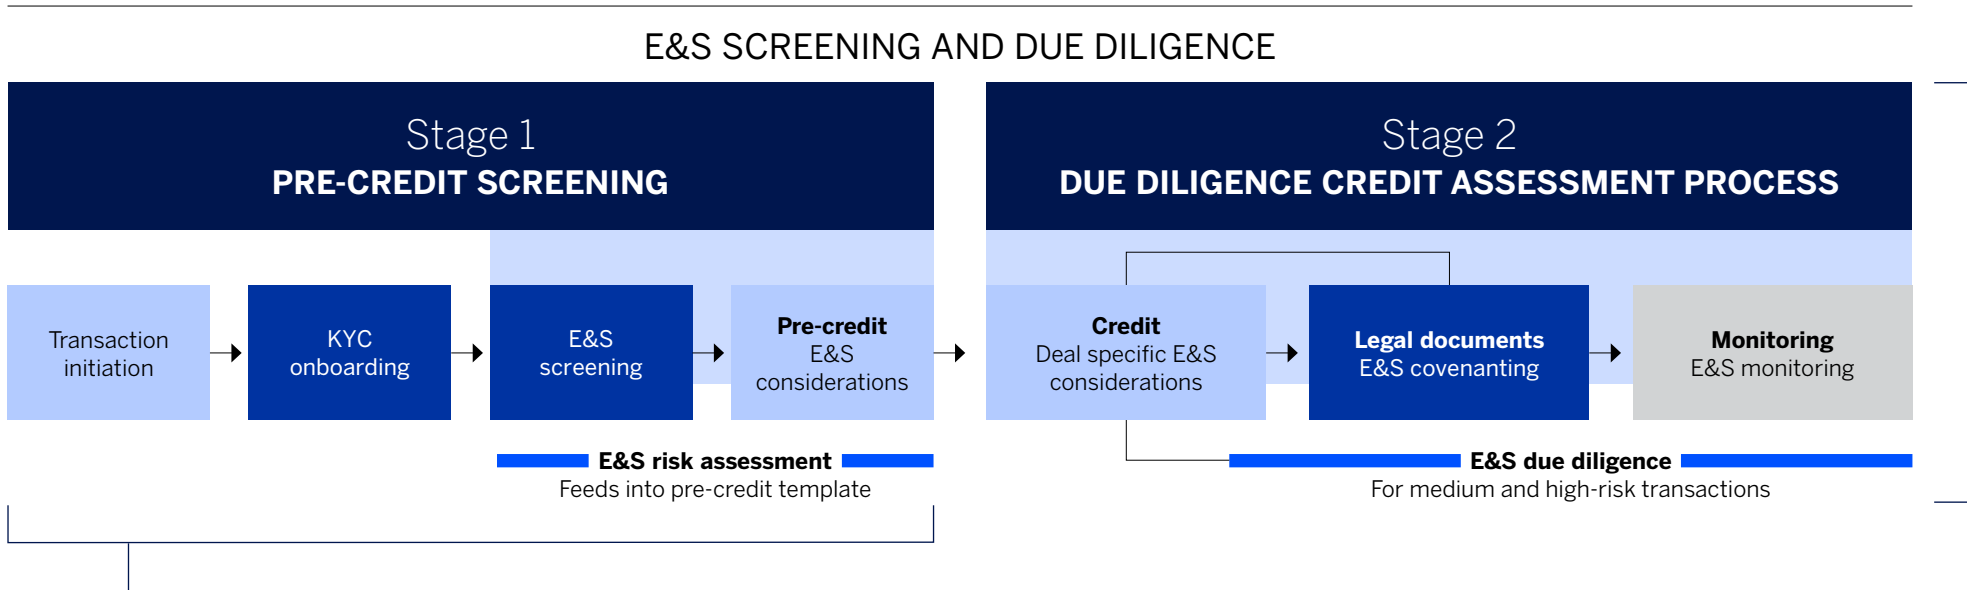 E&S SCREENING AND DUE DILIGENCE
Stage 1
PRE-CREDIT SCREENING
Stage 2
DUE DILIGENCE CREDIT ASSESSMENT PROCESS
Transaction
initiation
KYC
onboarding
E&S
screening
Pre-credit
E&S
considerations
Credit
Deal specific E&S
considerations
Legal documents
E&S covenanting
Monitoring
E&S monitoring
E&S risk assessment
Feeds into pre-credit template
E&S due diligence
For medium and high-risk transactions